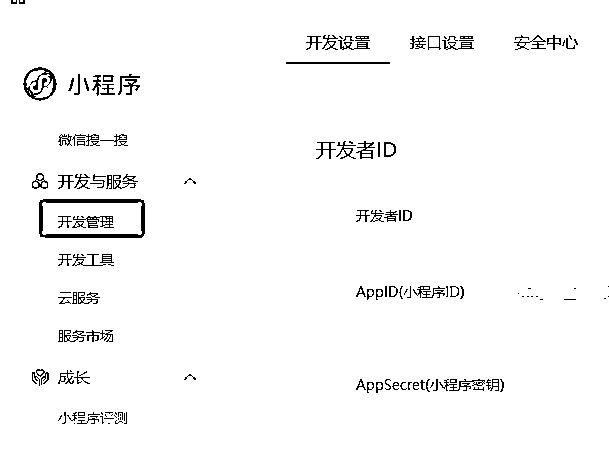 开发设置 接口设置 安全中心
小程序
微信搜一搜
开发者ID
开发与服务
开发管理
开发者ID
开发工具
AppID(小程序ID)
云服务
服务市场
成长
AppSecret(小程序密钥)
小程序评测